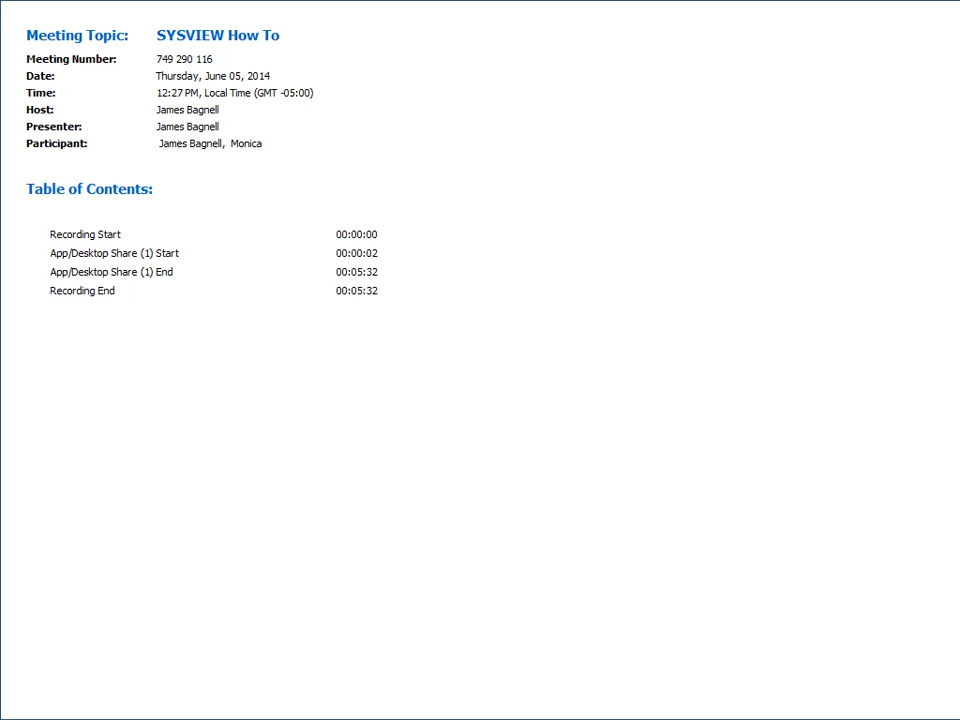 Meeting Topic: SYSVIEW How To
Meeting Number: 749 290 116
Date: Thursday, June 05, 2014
Time: 12:27 PM, Local Time (GMT -05:00)
Host: James Bagnell
Presenter: James Bagnell
Participant: James Bagnell, Monica
Table of Contents:
Recording Start 00:00:00
App/Desktop Share (1) Start 00:00:02
App/Desktop Share (1) End 00:05:32
Recording End 00:05:32